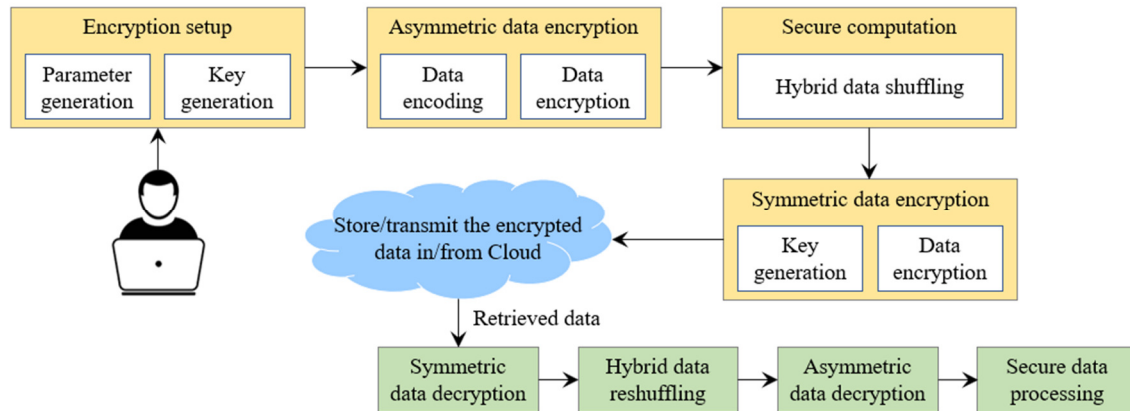 Encryption setup
Parameter
generation
Key
generation
Asymmetric data encryption
Data
encoding
Data
encryption
Secure computation
Hybrid data shuffling
Symmetric data encryption
Key
generation
Data
encryption
Store/transmit the encrypted
data in/from Cloud
Retrieved data
Symmetric
data decryption
Hybrid data
reshuffling
Asymmetric
data decryption
Secure data
processing